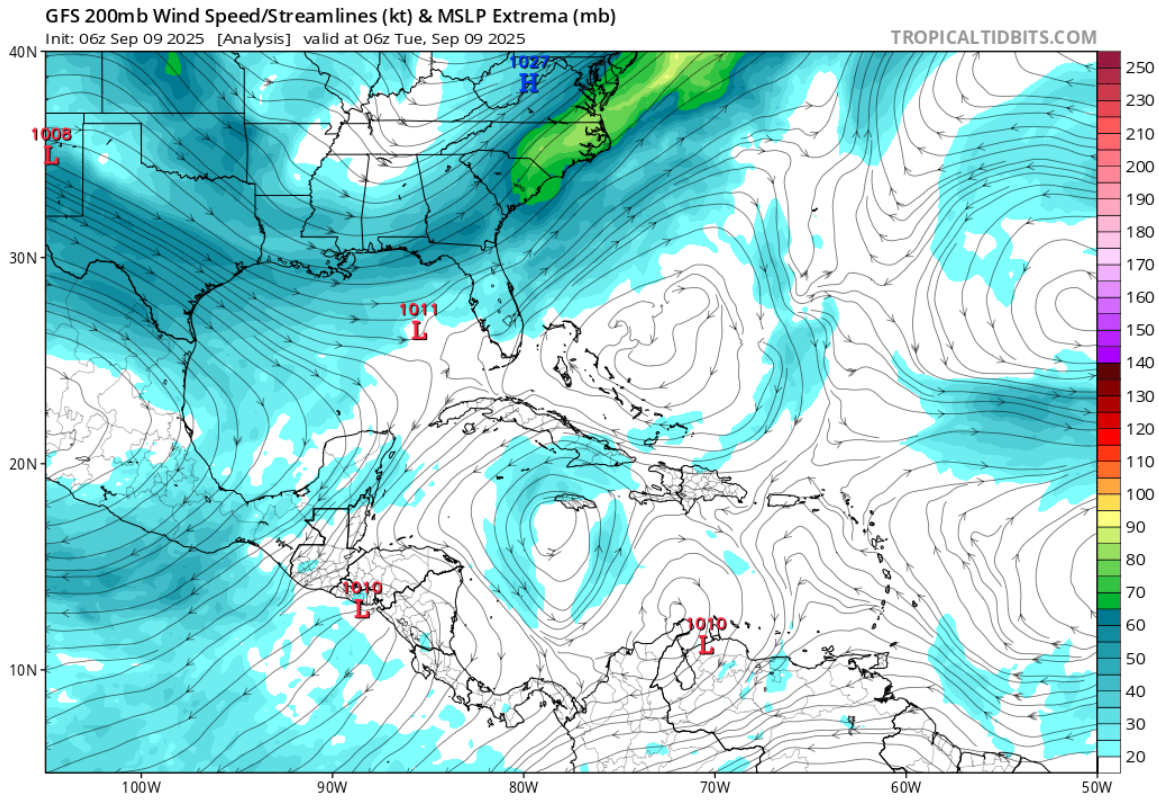 GFS 200mb Wind Speed/Streamlines (kt) & MSLP Extrema (mb)
Init: 06z Sep 09 2025 [Analysis] valid at 06z Tue, Sep 09 2025
TROPICALTIDBITS.COM
40N
30N
20N
10N
1027
H
1008
L
1011
L
1010
L
1010
L
100W
90W
80W
70W
60W
50W
250
230
210
200
190
180
170
160
150
140
130
120
110
100
90
80
70
60
50
40
30
20